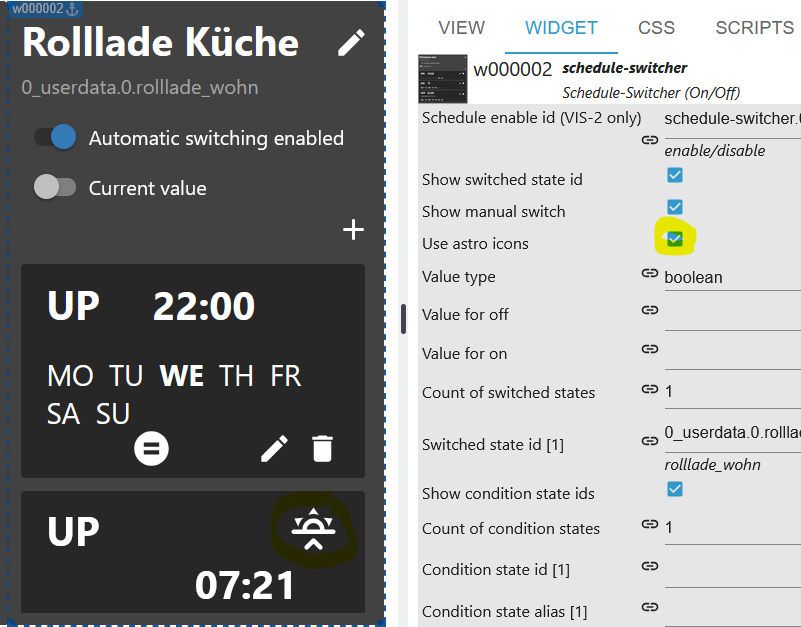 w000002
Rolllade Küche
0_userdata.0.rolllade_wohn
Automatic switching enabled
Current value
UP 22:00
MO TU WE TH FR
SA SU
UP
07:21
VIEW WIDGET CSS SCRIPTS
w000002 schedule-switcher
Schedule-Switcher (On/Off)
Schedule enable id (VIS-2 only) schedule-switcher.
enable/disable
Show switched state id
Show manual switch
Use astro icons
Value type boolean
Value for off
Value for on
Count of switched states 1
Switched state id [1] 0_userdata.0.rollla
rolllade_wohn
Show condition state ids
Count of condition states 1
Condition state id [1]
Condition state alias [1]